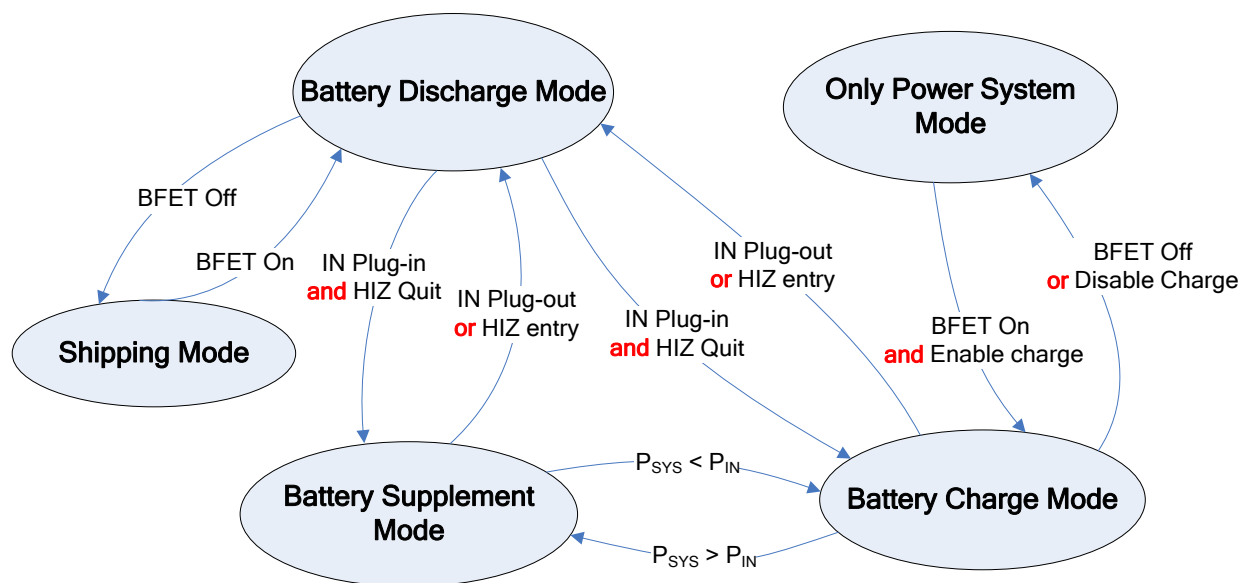 Battery Discharge Mode
Only Power System
Mode
BFET Off
BFET On
IN Plug-in
and HIZ Quit
IN Plug-out
or HIZ entry
IN Plug-in
and HIZ Quit
IN Plug-out
or HIZ entry
BFET On
and Enable charge
BFET Off
or Disable Charge
Shipping Mode
Battery Supplement
Mode
PSYS < PIN
PSYS > PIN
Battery Charge Mode